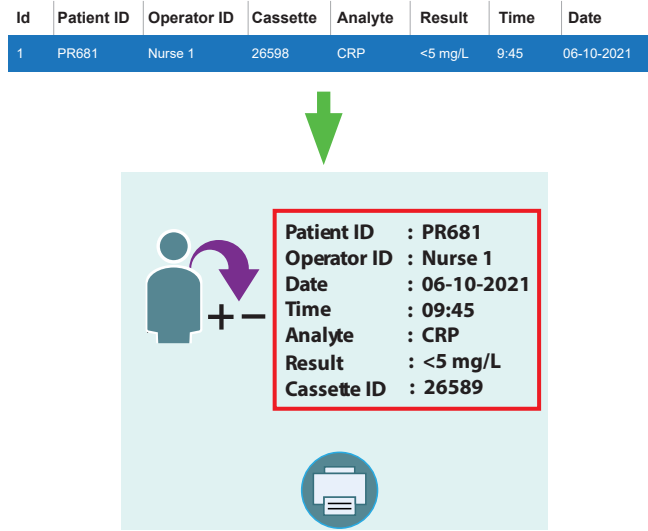 Id Patient ID Operator ID Cassette Analyte Result Time Date
1 PR681 Nurse 1 26598 CRP <5 mg/L 9:45 06-10-2021
Patient ID : PR681
Operator ID : Nurse 1
Date : 06-10-2021
Time : 09:45
Analyte : CRP
Result : <5 mg/L
Cassette ID : 26589
+ −